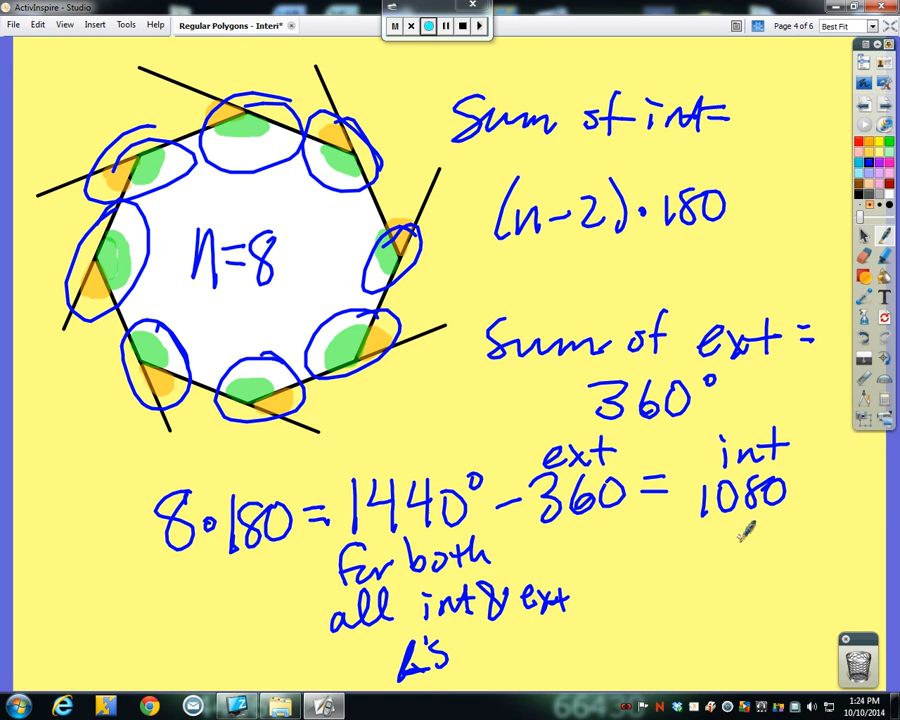 ActivInspire - Studio
File Edit View Insert Tools Help
Regular Polygons - Interi*
Page 4 of 6
Best Fit
Sum of int=
(n-2)·180
n=8
Sum of ext =
360°
ext int
8·180 = 1440° - 360 = 1080
for both
all int & ext
∠'s
1:24 PM
10/10/2014